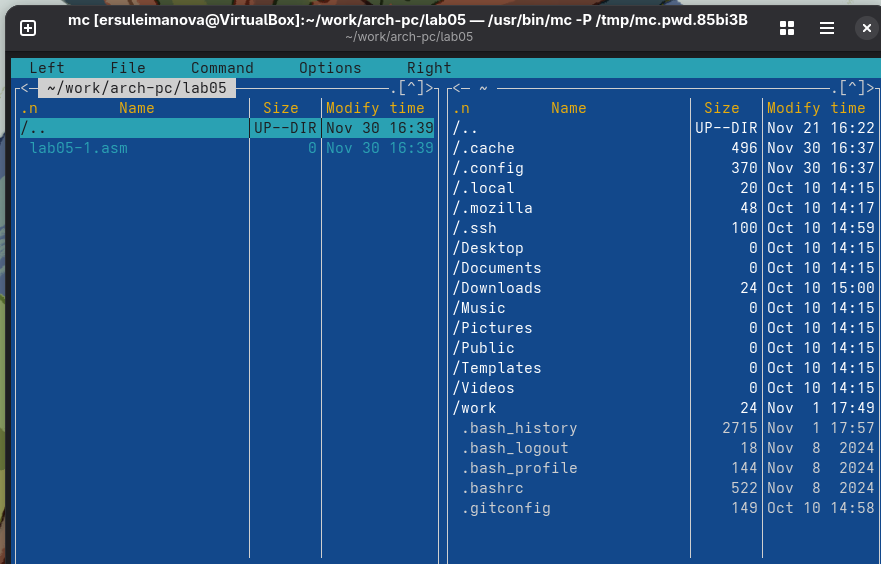 mc [ersuleimanova@VirtualBox]:~/work/arch-pc/lab05 — /usr/bin/mc -P /tmp/mc.pwd.85bi3B
~/work/arch-pc/lab05
Left File Command Options Right
<— ~/work/arch-pc/lab05 .[^]>
.n Name Size Modify time
/.. UP--DIR Nov 30 16:39
lab05-1.asm 0 Nov 30 16:39
<— ~ .[^]>
.n Name Size Modify time
/.. UP--DIR Nov 21 16:22
/.cache 496 Nov 30 16:37
/.config 370 Nov 30 16:37
/.local 20 Oct 10 14:15
/.mozilla 48 Oct 10 14:17
/.ssh 100 Oct 10 14:59
/Desktop 0 Oct 10 14:15
/Documents 0 Oct 10 14:15
/Downloads 24 Oct 10 15:00
/Music 0 Oct 10 14:15
/Pictures 0 Oct 10 14:15
/Public 0 Oct 10 14:15
/Templates 0 Oct 10 14:15
/Videos 0 Oct 10 14:15
/work 24 Nov 1 17:49
.bash_history 2715 Nov 1 17:57
.bash_logout 18 Nov 8 2024
.bash_profile 144 Nov 8 2024
.bashrc 522 Nov 8 2024
.gitconfig 149 Oct 10 14:58